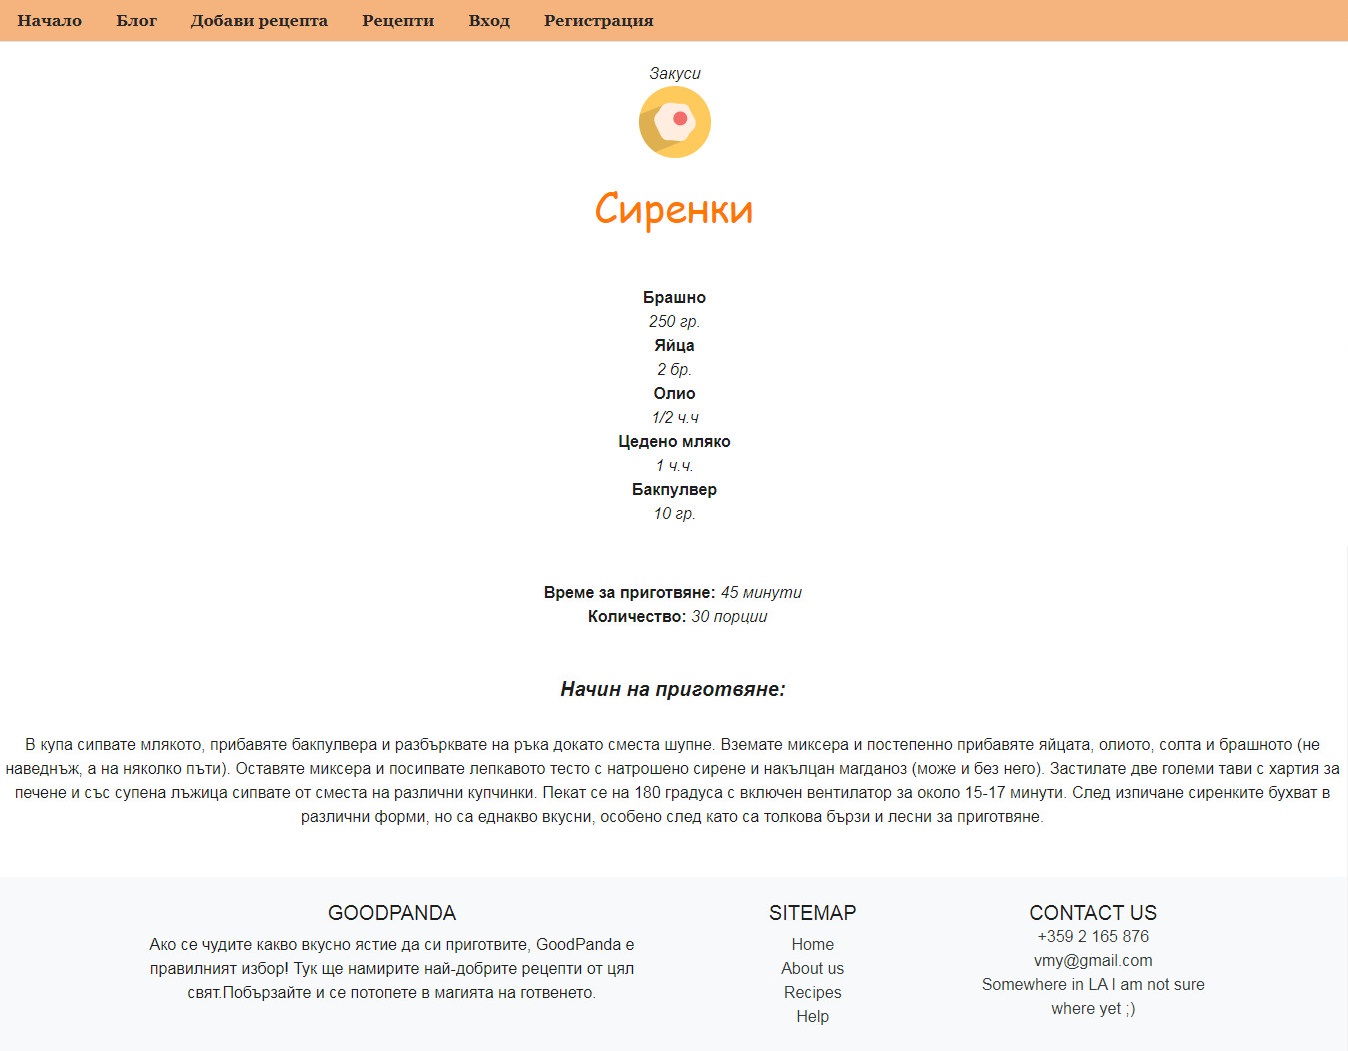 Начало Блог Добави рецепта Рецепти Вход Регистрация
Закуси
Сиренки
Брашно
250 гр.
Яйца
2 бр.
Олио
1/2 ч.ч
Цедено мляко
1 ч.ч.
Бакпулвер
10 гр.
Време за приготвяне: 45 минути
Количество: 30 порции
Начин на приготвяне:
В купа сипвате млякото, прибавяте бакпулвера и разбърквате на ръка докато сместа шупне. Вземате миксера и постепенно прибавяте яйцата, олиото, солта и брашното (не
наведнъж, а на няколко пъти). Оставяте миксера и посипвате лепкавото тесто с натрошено сирене и накълцан магданоз (може и без него). Застилате две големи тави с хартия за
печене и със супена лъжица сипвате от сместа на различни купчинки. Пекат се на 180 градуса с включен вентилатор за около 15-17 минути. След изпичане сиренките бухват в
различни форми, но са еднакво вкусни, особено след като са толкова бързи и лесни за приготвяне.
GOODPANDA
Ако се чудите какво вкусно ястие да си приготвите, GoodPanda е
правилният избор! Тук ще намирите най-добрите рецепти от цял
свят.Побързайте и се потопете в магията на готвенето.
SITEMAP
Home
About us
Recipes
Help
CONTACT US
+359 2 165 876
vmy@gmail.com
Somewhere in LA I am not sure
where yet ;)